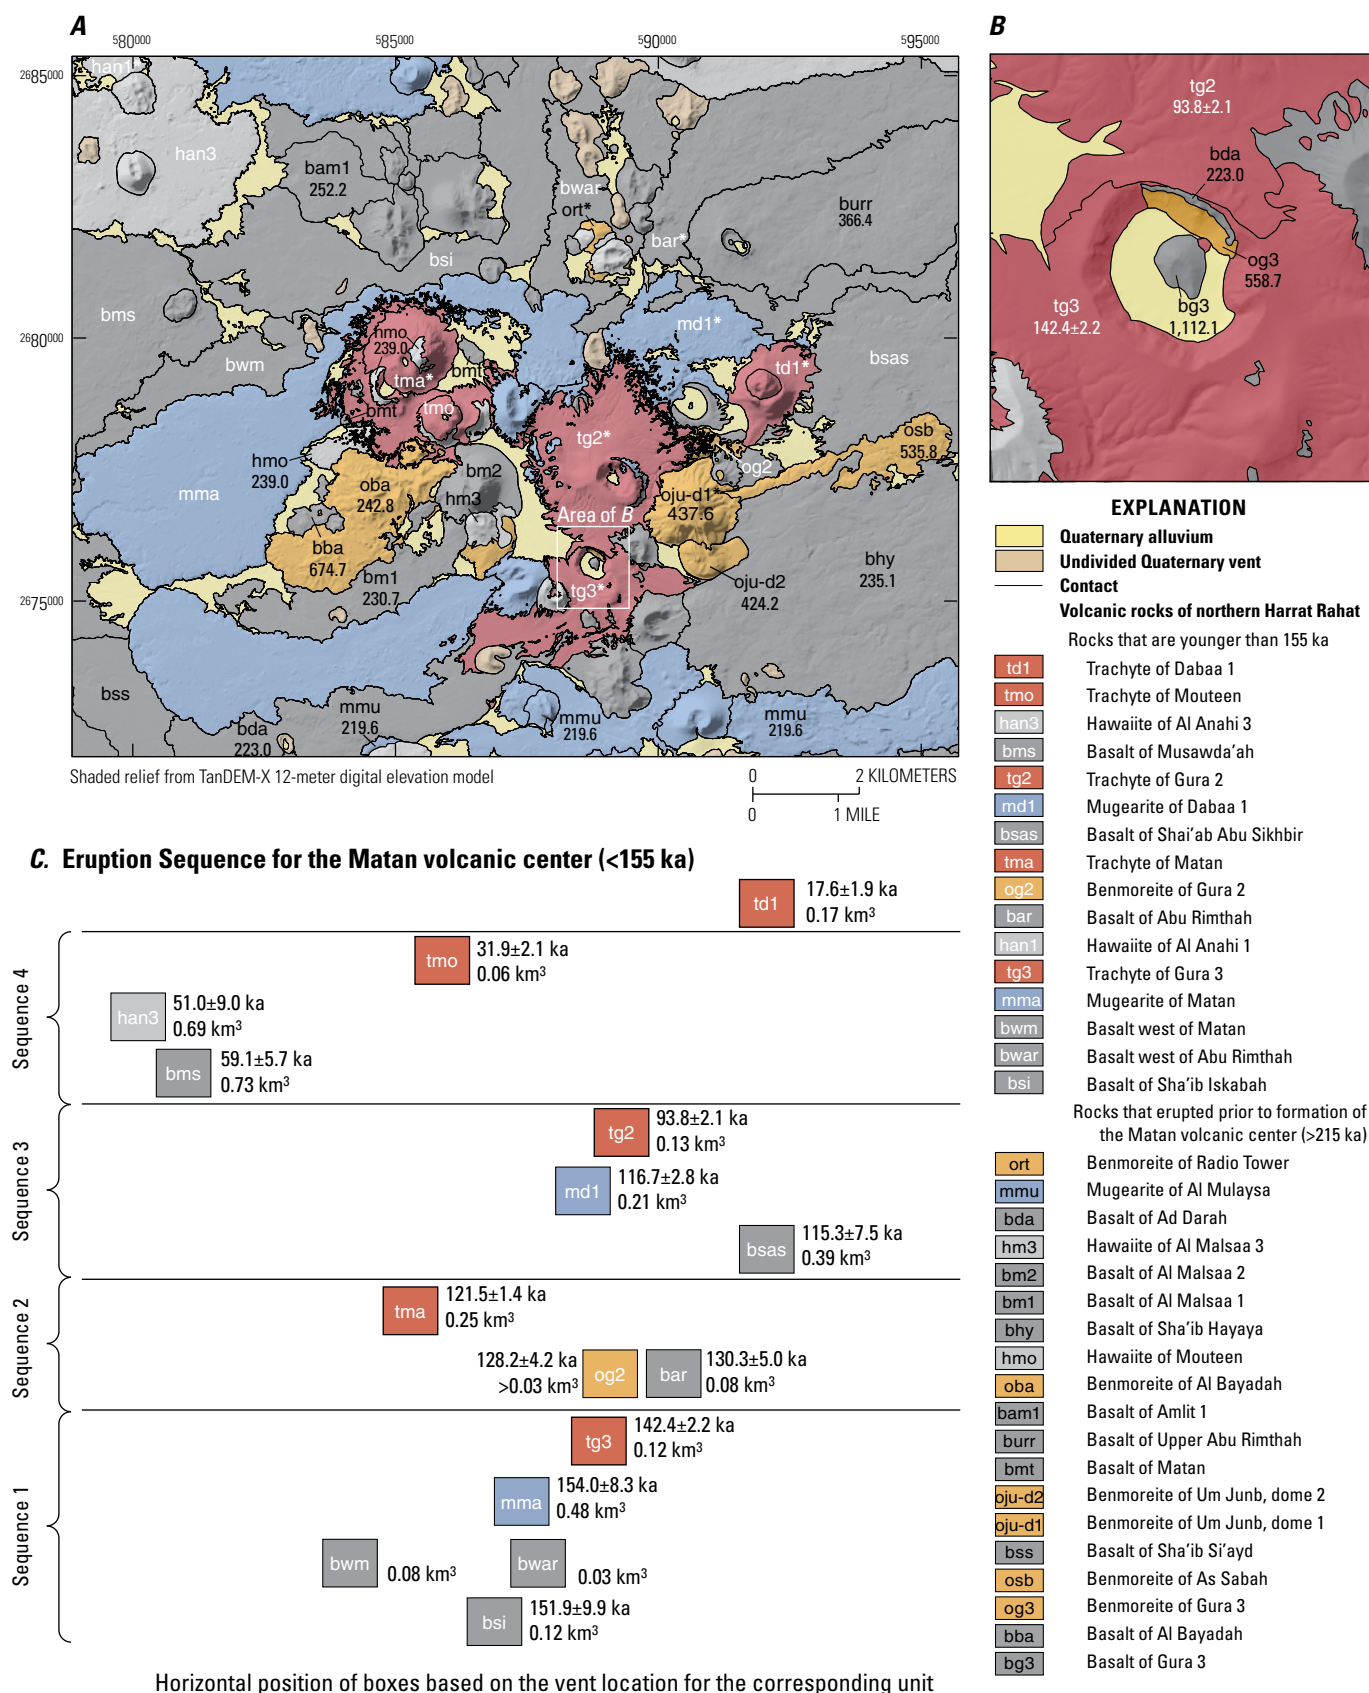 A
580000
585000
590000
595000
2685000
2680000
2675000
han1*
han3
bam1
252.2
bwar
ort*
burr
366.4
bar*
bsi
bms
md1*
bsas
hmo
239.0
bwm
bmt
td1*
tma*
bmt
tmo
osb
535.8
tg2*
hmo
239.0
bm2
og2
mma
oba
242.8
hm3
oju-d1*
437.6
Area of B
bba
674.7
bhy
235.1
bm1
230.7
oju-d2
424.2
tg3*
bss
mmu
219.6
mmu
219.6
mmu
219.6
bda
223.0
Shaded relief from TanDEM-X 12-meter digital elevation model
0 2 KILOMETERS
0 1 MILE
B
tg2
93.8±2.1
bda
223.0
og3
558.7
tg3
142.4±2.2
bg3
1,112.1
EXPLANATION
Quaternary alluvium
Undivided Quaternary vent
Contact
Volcanic rocks of northern Harrat Rahat
Rocks that are younger than 155 ka
td1 Trachyte of Dabaa 1
tmo Trachyte of Mouteen
han3 Hawaiite of Al Anahi 3
bms Basalt of Musawda’ah
tg2 Trachyte of Gura 2
md1 Mugearite of Dabaa 1
bsas Basalt of Shai’ab Abu Sikhbir
tma Trachyte of Matan
og2 Benmoreite of Gura 2
bar Basalt of Abu Rimthah
han1 Hawaiite of Al Anahi 1
tg3 Trachyte of Gura 3
mma Mugearite of Matan
bwm Basalt west of Matan
bwar Basalt west of Abu Rimthah
bsi Basalt of Sha’ib Iskabah
Rocks that erupted prior to formation of
the Matan volcanic center (>215 ka)
ort Benmoreite of Radio Tower
mmu Mugearite of Al Mulaysa
bda Basalt of Ad Darah
hm3 Hawaiite of Al Malsaa 3
bm2 Basalt of Al Malsaa 2
bm1 Basalt of Al Malsaa 1
bhy Basalt of Sha’ib Hayaya
hmo Hawaiite of Mouteen
oba Benmoreite of Al Bayadah
bam1 Basalt of Amlit 1
burr Basalt of Upper Abu Rimthah
bmt Basalt of Matan
oju-d2 Benmoreite of Um Junb, dome 2
oju-d1 Benmoreite of Um Junb, dome 1
bss Basalt of Sha’ib Si’ayd
osb Benmoreite of As Sabah
og3 Benmoreite of Gura 3
bba Basalt of Al Bayadah
bg3 Basalt of Gura 3
C. Eruption Sequence for the Matan volcanic center (<155 ka)
td1 17.6±1.9 ka
0.17 km³
Sequence 4
tmo 31.9±2.1 ka
0.06 km³
han3 51.0±9.0 ka
0.69 km³
bms 59.1±5.7 ka
0.73 km³
Sequence 3
tg2 93.8±2.1 ka
0.13 km³
md1 116.7±2.8 ka
0.21 km³
bsas 115.3±7.5 ka
0.39 km³
Sequence 2
tma 121.5±1.4 ka
0.25 km³
128.2±4.2 ka og2
>0.03 km³
bar 130.3±5.0 ka
0.08 km³
Sequence 1
tg3 142.4±2.2 ka
0.12 km³
mma 154.0±8.3 ka
0.48 km³
bwm 0.08 km³
bwar 0.03 km³
bsi 151.9±9.9 ka
0.12 km³
Horizontal position of boxes based on the vent location for the corresponding unit